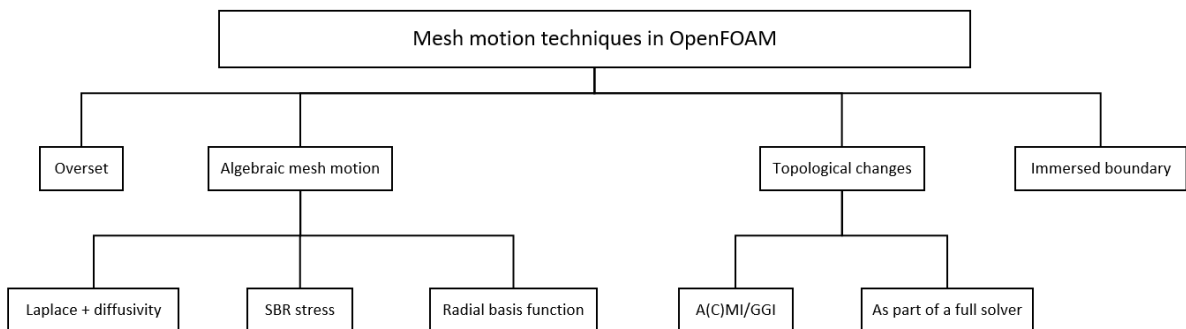 Mesh motion techniques in OpenFOAM
Overset
Algebraic mesh motion
Topological changes
Immersed boundary
Laplace + diffusivity
SBR stress
Radial basis function
A(C)MI/GGI
As part of a full solver